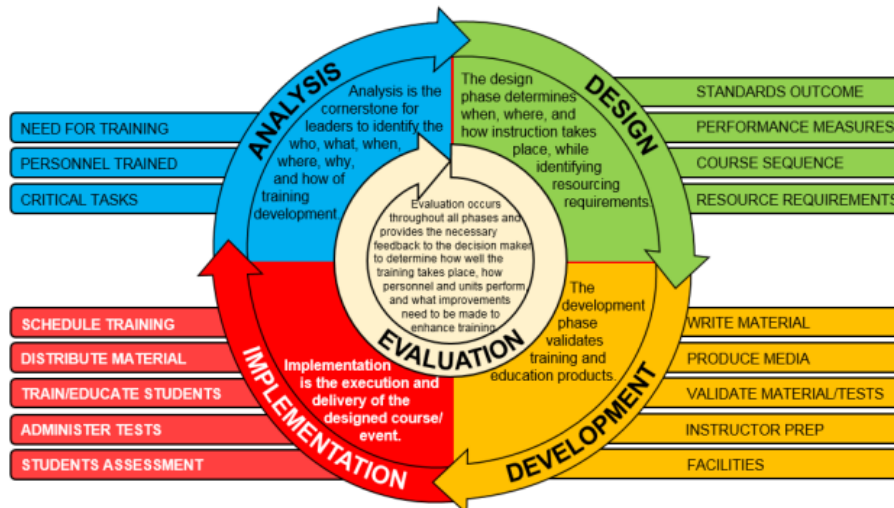 ANALYSIS
Analysis is the
cornerstone for
leaders to identify the
who, what, when,
where, why,
and how of
training
development.
NEED FOR TRAINING
PERSONNEL TRAINED
CRITICAL TASKS
DESIGN
The design
phase determines
when, where, and
how instruction takes
place, while
identifying
resourcing
requirements.
STANDARDS OUTCOME
PERFORMANCE MEASURES
COURSE SEQUENCE
RESOURCE REQUIREMENTS
Evaluation occurs
throughout all phases and
provides the necessary
feedback to the decision maker
to determine how well the
training takes place, how
personnel and units perform,
and what improvements
need to be made to
enhance training.
EVALUATION
The
development
phase
validates
training and
education products.
DEVELOPMENT
WRITE MATERIAL
PRODUCE MEDIA
VALIDATE MATERIAL/TESTS
INSTRUCTOR PREP
FACILITIES
SCHEDULE TRAINING
DISTRIBUTE MATERIAL
TRAIN/EDUCATE STUDENTS
ADMINISTER TESTS
STUDENTS ASSESSMENT
IMPLEMENTATION
Implementation
is the execution and
delivery of the
designed course/
event.